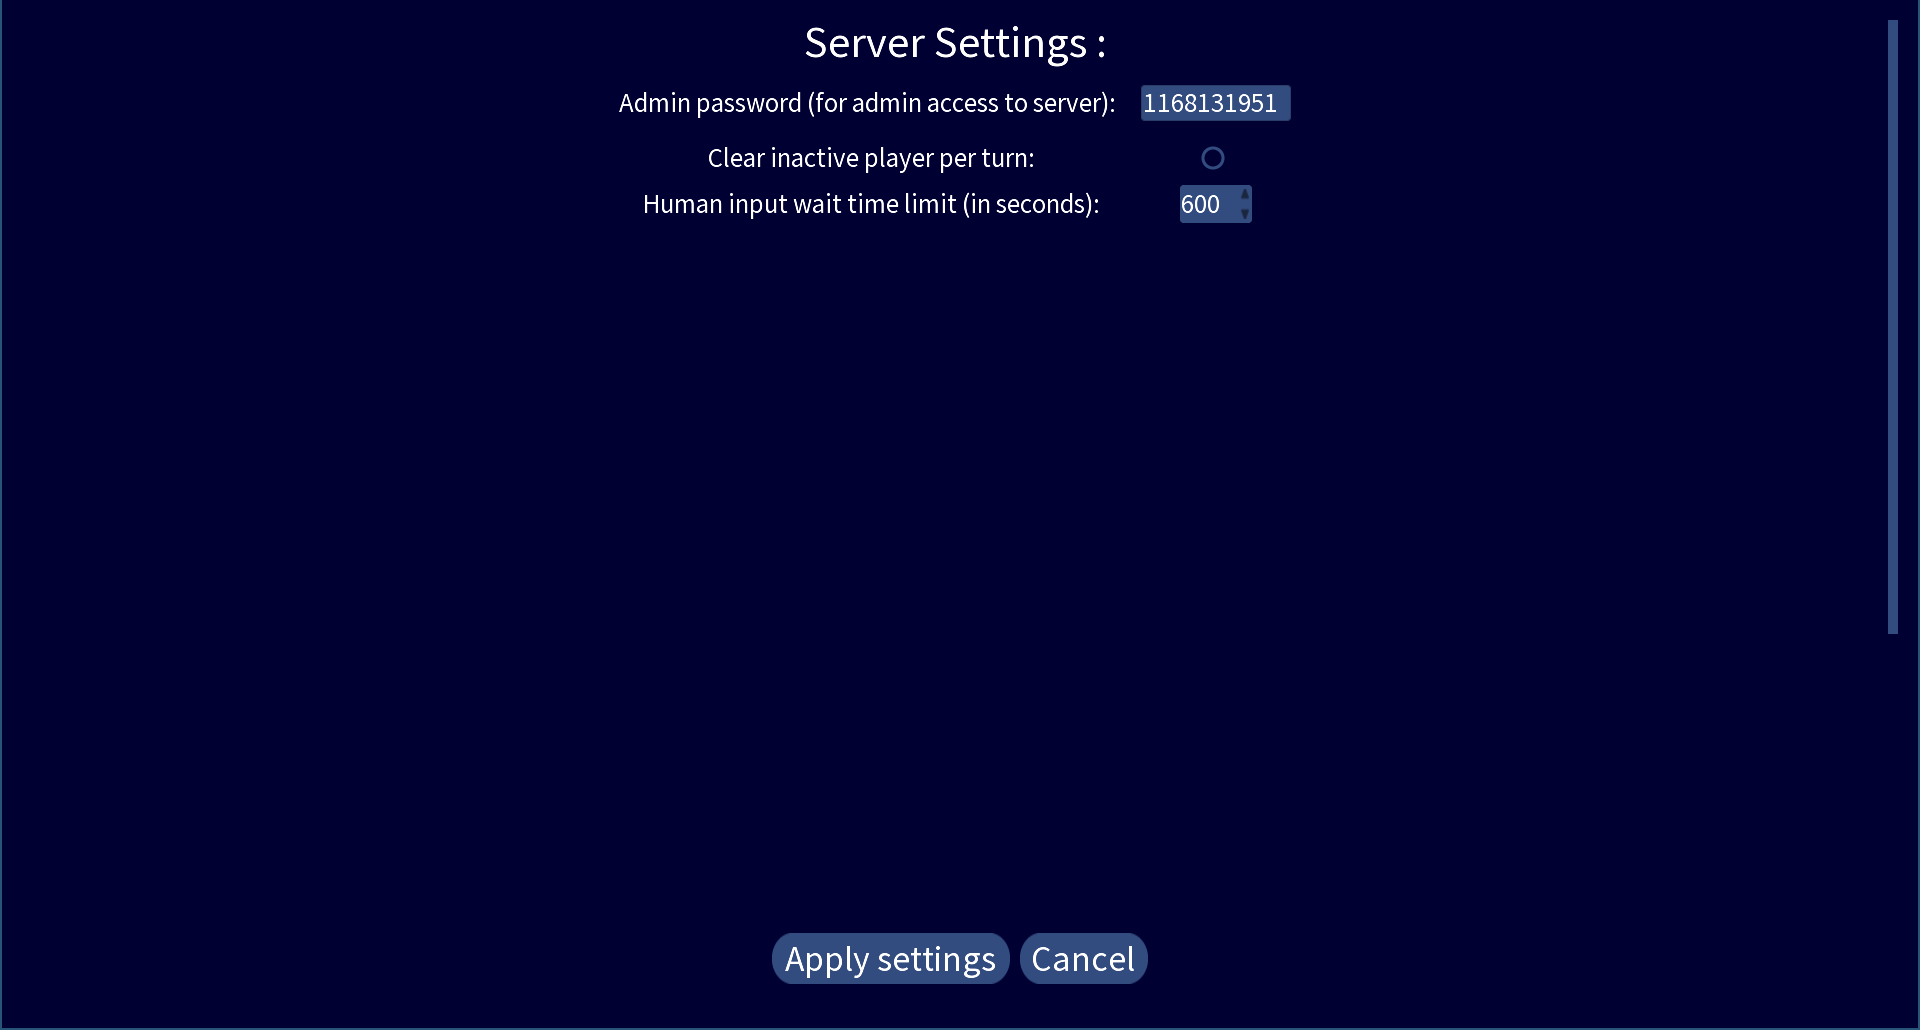 Server Settings :
Admin password (for admin access to server): 1168131951
Clear inactive player per turn:
Human input wait time limit (in seconds): 600
Apply settings Cancel